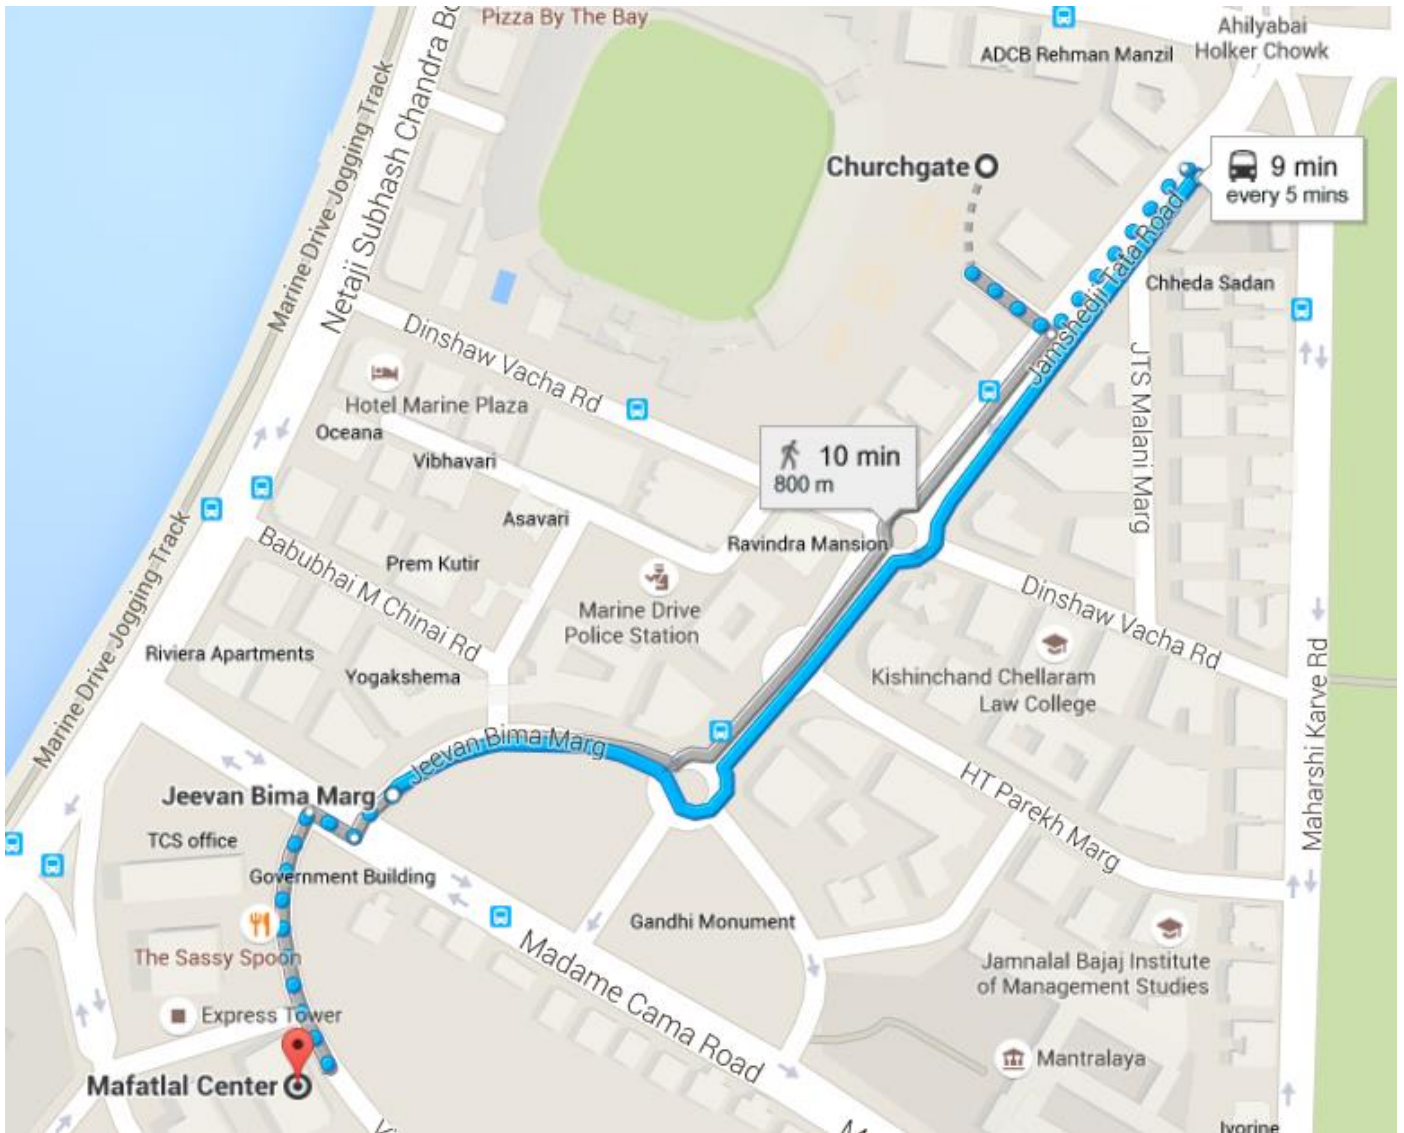 Pizza By The Bay
Ahilyabai
Holker Chowk
ADCB Rehman Manzil
Marine Drive Jogging Track
Netaji Subhash Chandra Bo
Churchgate
9 min
every 5 mins
Jamshedji Tata Road
Chheda Sadan
Dinshaw Vacha Rd
JTS Malani Marg
Hotel Marine Plaza
Oceana
Vibhavari
10 min
800 m
Asavari
Ravindra Mansion
Babubhai M Chinai Rd
Prem Kutir
Marine Drive
Police Station
Dinshaw Vacha Rd
Marine Drive Jogging Track
Riviera Apartments
Yogakshema
Kishinchand Chellaram
Law College
Maharshi Karve Rd
Jeevan Bima Marg
HT Parekh Marg
Jeevan Bima Marg
TCS office
Government Building
Gandhi Monument
The Sassy Spoon
Madame Cama Road
Jamnalal Bajaj Institute
of Management Studies
Express Tower
Mantralaya
Mafatlal Center